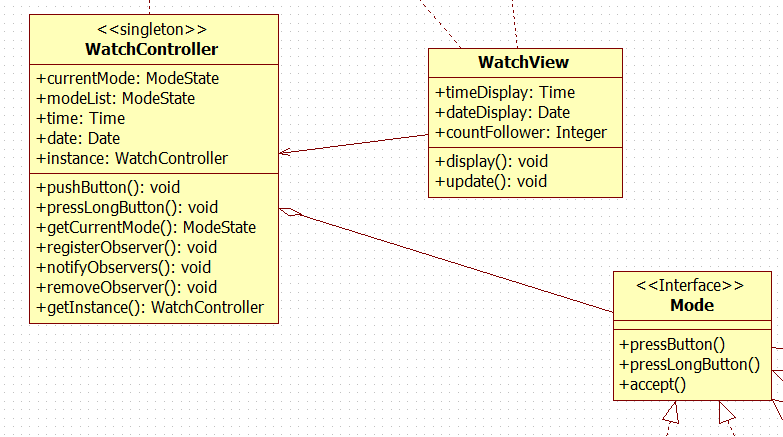 <<singleton>>
WatchController
+currentMode: ModeState
+modeList: ModeState
+time: Time
+date: Date
+instance: WatchController
+pushButton(): void
+pressLongButton(): void
+getCurrentMode(): ModeState
+registerObserver(): void
+notifyObservers(): void
+removeObserver(): void
+getInstance(): WatchController
WatchView
+timeDisplay: Time
+dateDisplay: Date
+countFollower: Integer
+display(): void
+update(): void
<<Interface>>
Mode
+pressButton()
+pressLongButton()
+accept()